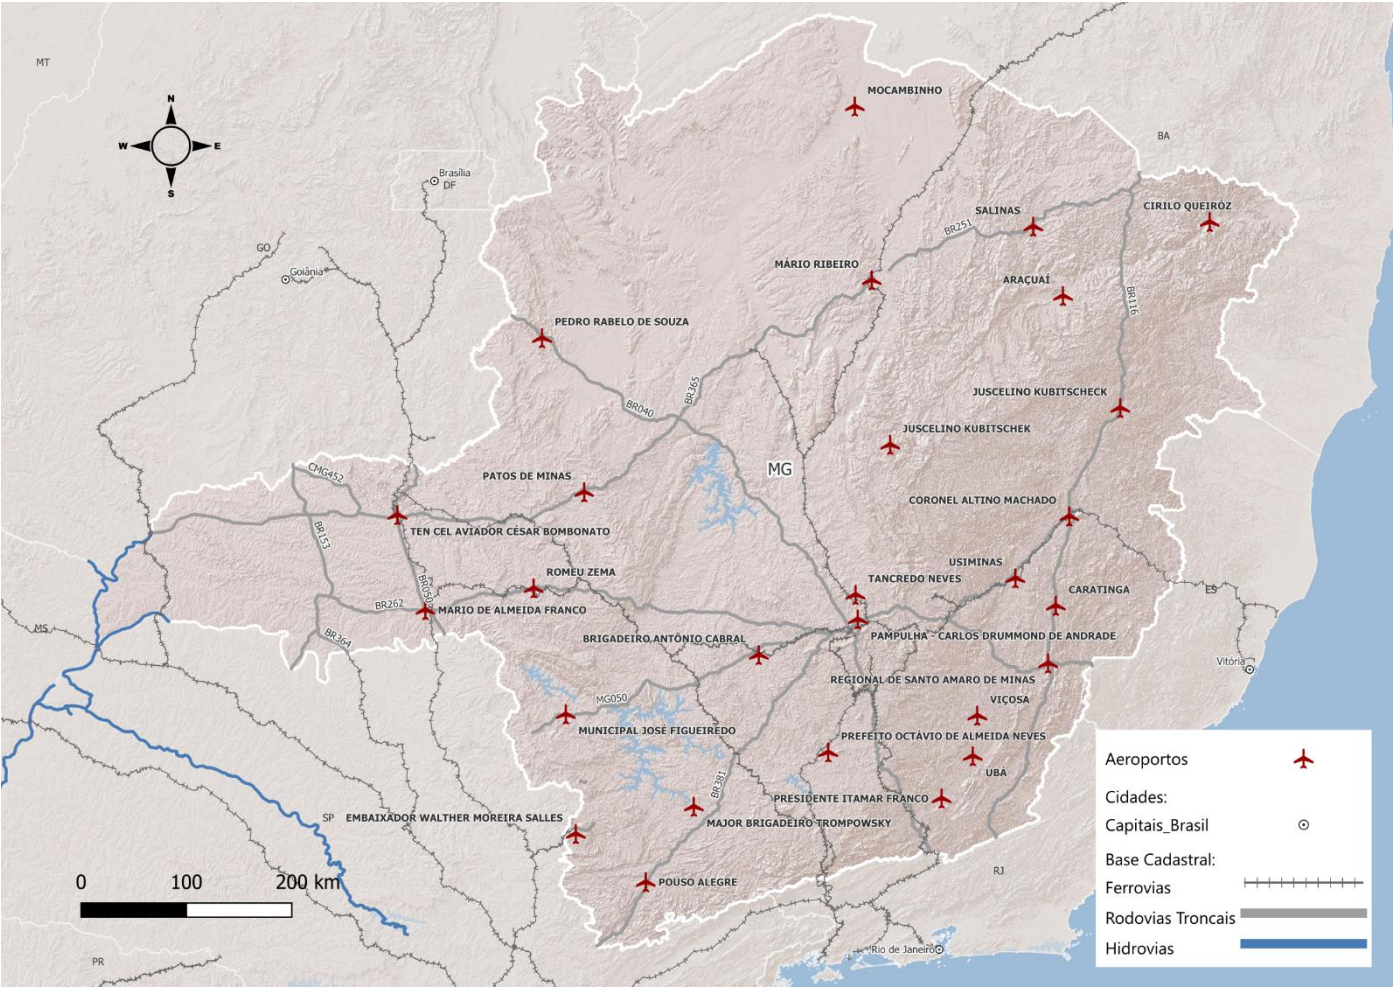 MT
N
W
E
S
MOCAMBINHO
BA
Brasília
DF
SALINAS
CIRILO QUEIRÓZ
BR251
GO
Goiânia
MÁRIO RIBEIRO
ARAÇUAÍ
BR116
PEDRO RABELO DE SOUZA
BR365
BR040
JUSCELINO KUBITSCHECK
JUSCELINO KUBITSCHEK
MG
CMG452
PATOS DE MINAS
CORONEL ALTINO MACHADO
TEN CEL AVIADOR CÉSAR BOMBONATO
BR153
USIMINAS
ROMEU ZEMA
TANCREDO NEVES
BR050
CARATINGA
ES
BR262
MARIO DE ALMEIDA FRANCO
MS
BR364
BRIGADEIRO ANTÔNIO CABRAL
PAMPULHA - CARLOS DRUMMOND DE ANDRADE
Vitória
REGIONAL DE SANTO AMARO DE MINAS
MG050
VIÇOSA
MUNICIPAL JOSÉ FIGUEIREDO
PREFEITO OCTÁVIO DE ALMEIDA NEVES
UBÁ
BR381
PRESIDENTE ITAMAR FRANCO
SP
EMBAIXADOR WALTHER MOREIRA SALLES
MAJOR BRIGADEIRO TROMPOWSKY
POUSO ALEGRE
RJ
0 100 200 km
PR
Rio de Janeiro
Aeroportos
Cidades:
Capitais_Brasil
Base Cadastral:
Ferrovias
Rodovias Troncais
Hidrovias